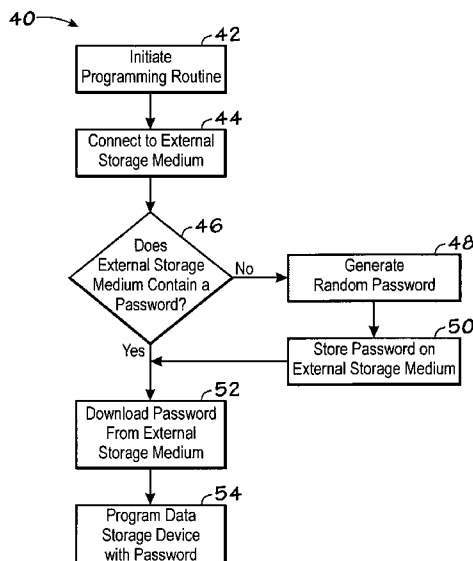 40
42
Initiate
Programming Routine
44
Connect to External
Storage Medium
46
Does
External Storage
Medium Contain a
Password?
No
48
Generate
Random Password
50
Store Password on
External Storage Medium
Yes
52
Download Password
From External
Storage Medium
54
Program Data
Storage Device
with Password